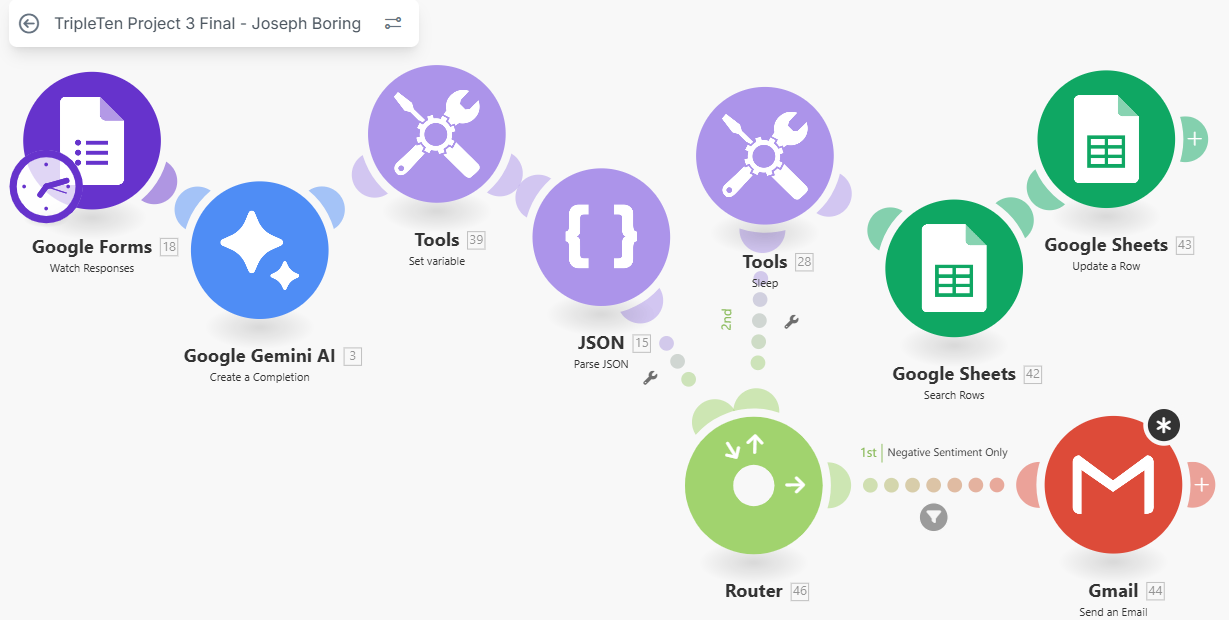 TripleTen Project 3 Final - Joseph Boring
Google Forms 18
Watch Responses
Google Gemini AI 3
Create a Completion
Tools 39
Set variable
JSON 15
Parse JSON
Tools 28
Sleep
2nd
Google Sheets 42
Search Rows
Google Sheets 43
Update a Row
Router 46
1st Negative Sentiment Only
Gmail 44
Send an Email